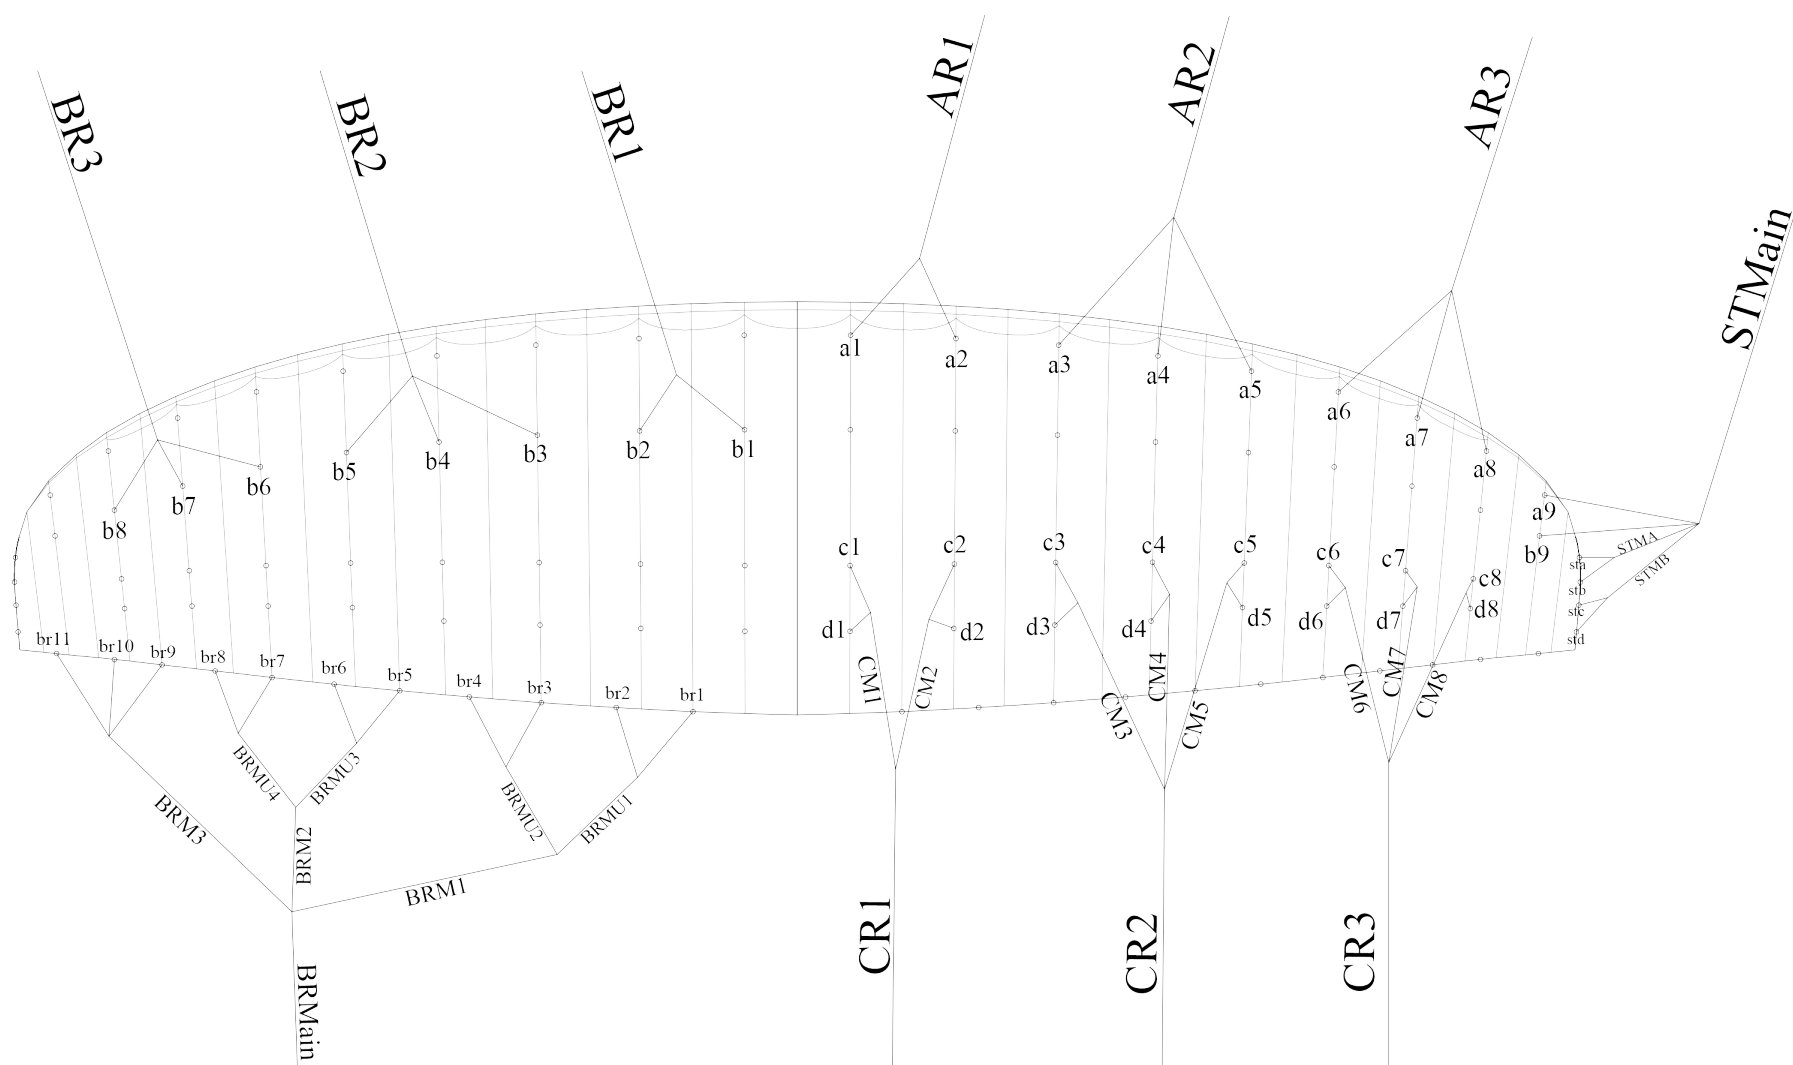 BR3
BR2
BR1
AR1
AR2
AR3
STMain
a1
a2
a3
a4
a5
a6
a7
a8
a9
b9
b8
b7
b6
b5
b4
b3
b2
b1
c1
c2
c3
c4
c5
c6
c7
c8
d1
d2
d3
d4
d5
d6
d7
d8
STMA
STMB
sta
stb
stc
std
br11
br10
br9
br8
br7
br6
br5
br4
br3
br2
br1
CM1
CM2
CM3
CM4
CM5
CM6
CM7
CM8
BRMU4
BRMU3
BRMU2
BRMU1
BRM3
BRM2
BRM1
BRMain
CR1
CR2
CR3